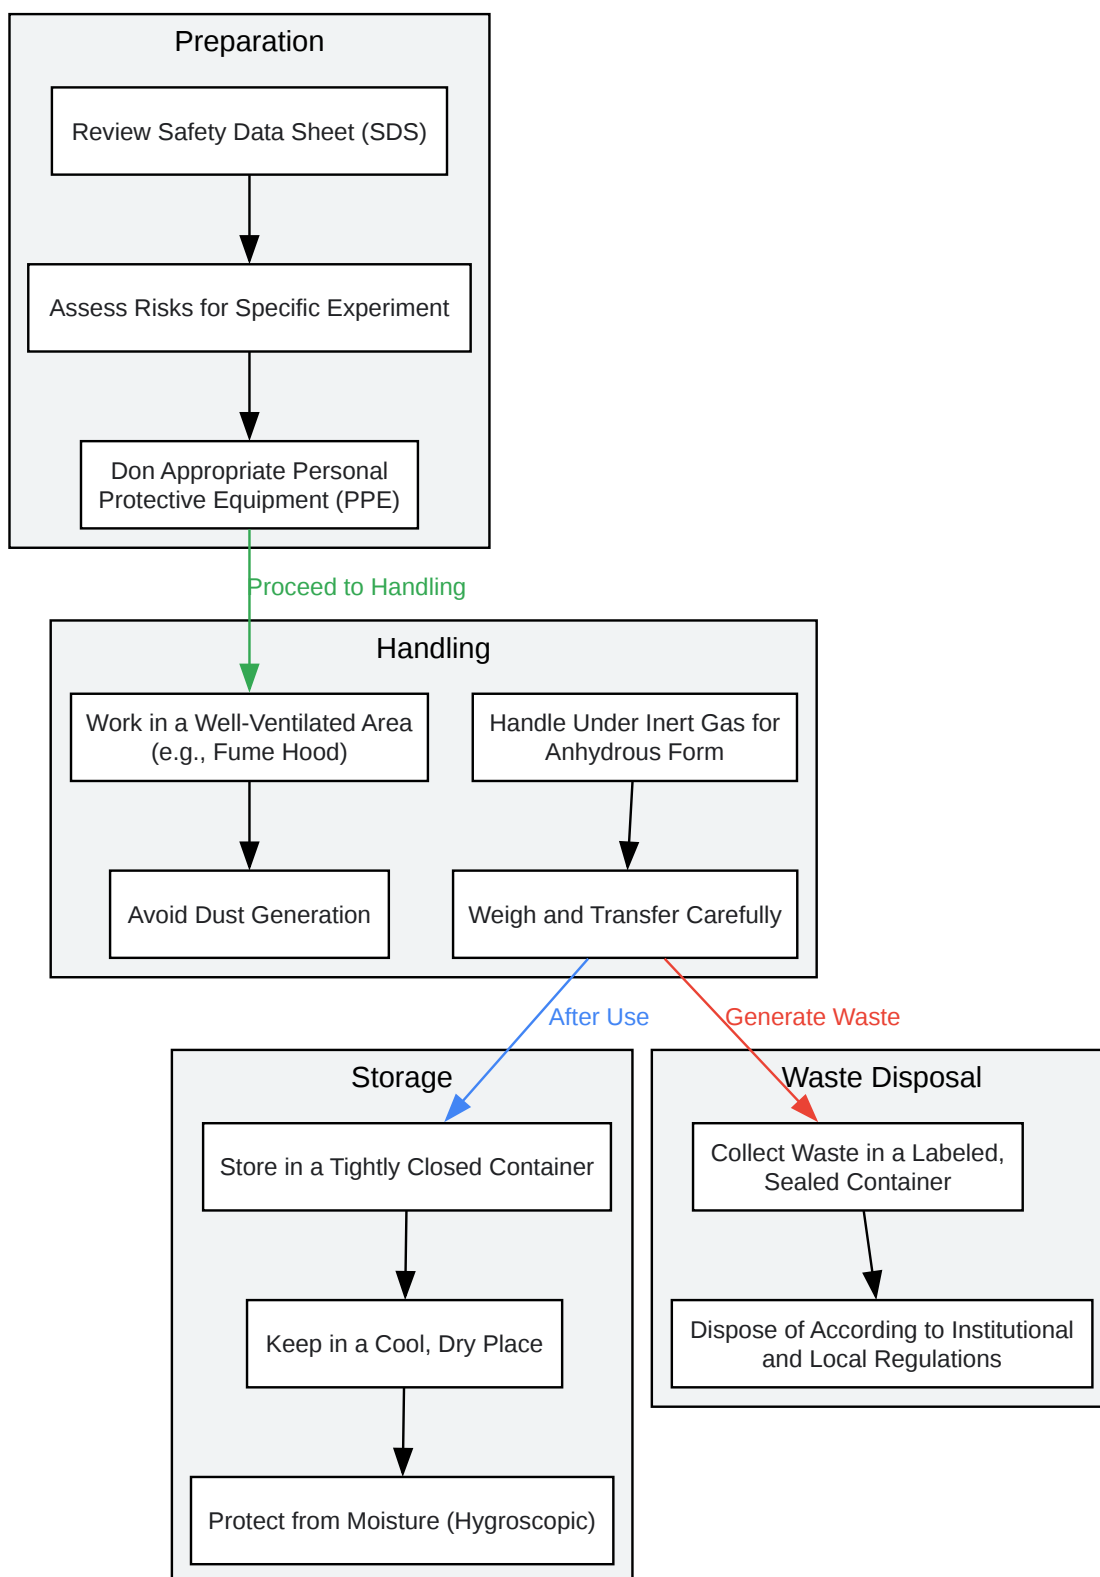 Preparation
Review Safety Data Sheet (SDS)
Assess Risks for Specific Experiment
Don Appropriate Personal
Protective Equipment (PPE)
Proceed to Handling
Handling
Work in a Well-Ventilated Area
(e.g., Fume Hood)
Handle Under Inert Gas for
Anhydrous Form
Avoid Dust Generation
Weigh and Transfer Carefully
After Use
Generate Waste
Storage
Store in a Tightly Closed Container
Keep in a Cool, Dry Place
Protect from Moisture (Hygroscopic)
Waste Disposal
Collect Waste in a Labeled,
Sealed Container
Dispose of According to Institutional
and Local Regulations